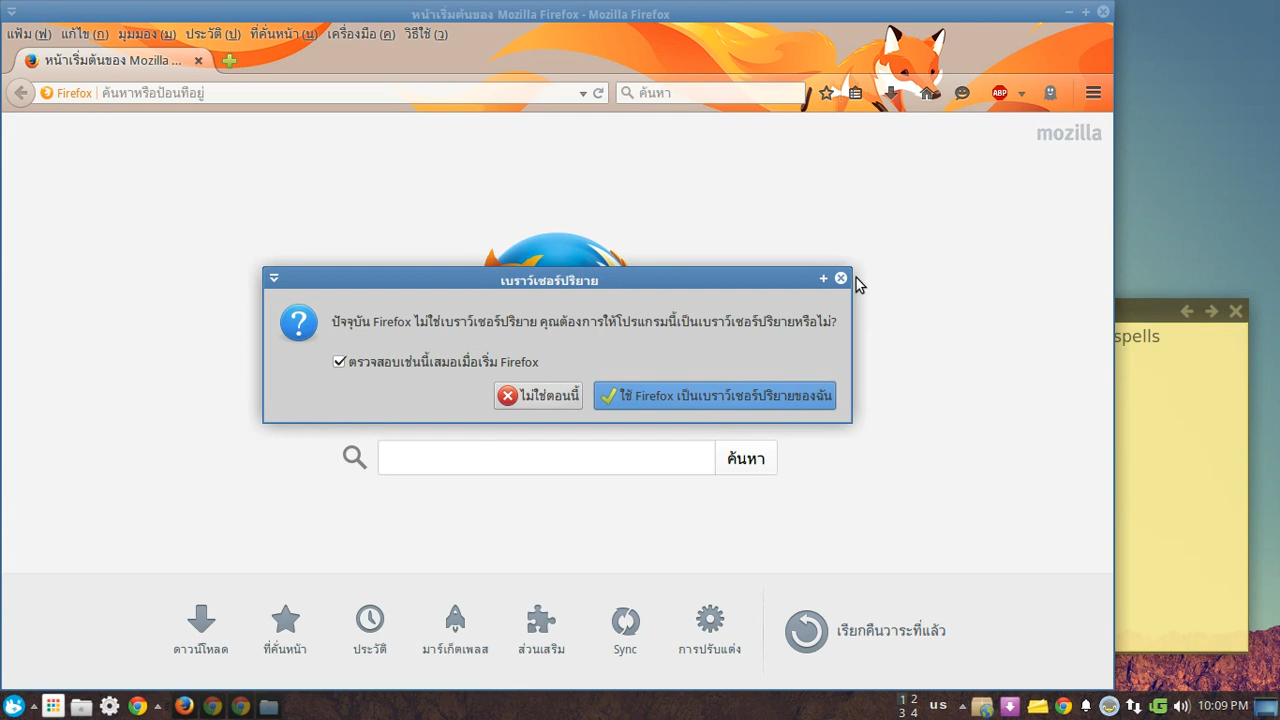 หน้าเริ่มต้นของ Mozilla Firefox - Mozilla Firefox
แฟ้ม (ฟ) แก้ไข (ถ) มุมมอง (ม) ประวัติ (ป) ที่คั่นหน้า (น) เครื่องมือ (ค) วิธีใช้ (ว)
หน้าเริ่มต้นของ Mozilla ...
Firefox ค้นหาหรือป้อนที่อยู่ ค้นหา ABP
mozilla
เบราว์เซอร์ปริยาย
ปัจจุบัน Firefox ไม่ใช่เบราว์เซอร์ปริยาย คุณต้องการให้โปรแกรมนี้เป็นเบราว์เซอร์ปริยายหรือไม่?
ตรวจสอบเช่นนี้เสมอเมื่อเริ่ม Firefox
ไม่ใช่ตอนนี้ ใช้ Firefox เป็นเบราว์เซอร์ปริยายของฉัน
spells
ค้นหา
ดาวน์โหลด ที่คั่นหน้า ประวัติ มาร์เก็ตเพลส ส่วนเสริม Sync การปรับแต่ง เรียกคืนวาระที่แล้ว
1 2
3 4
us 10:09 PM